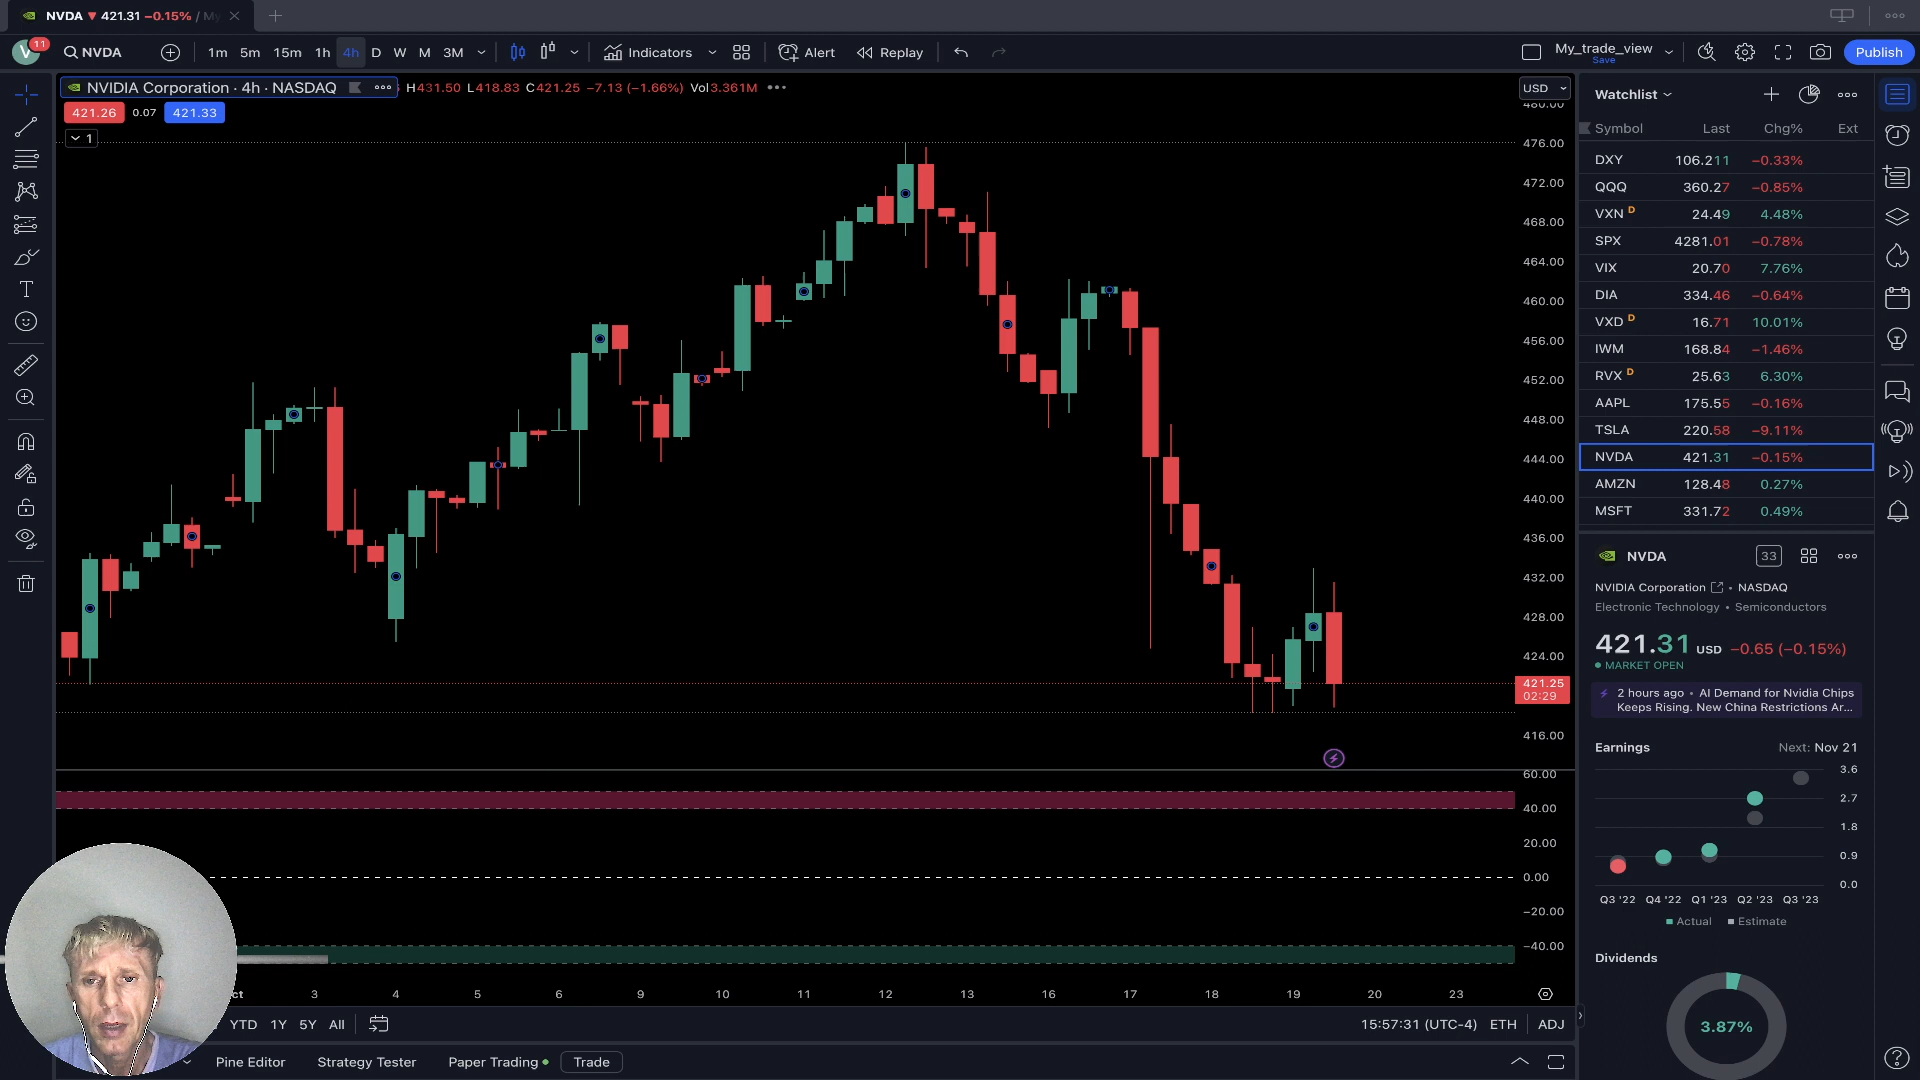 NVDA ▼ 421.31 −0.15% / My
V 11 NVDA 1m 5m 15m 1h 4h D W M 3M Indicators Alert Replay My_trade_view Save Publish
NVIDIA Corporation · 4h · NASDAQ H431.50 L418.83 C421.25 −7.13 (−1.66%) Vol3.361M
421.26 0.07 421.33
1
USD
480.00
476.00
472.00
468.00
464.00
460.00
456.00
452.00
448.00
444.00
440.00
436.00
432.00
428.00
424.00
421.25
02:29
416.00
60.00
40.00
20.00
0.00
−20.00
−40.00
ct 3 4 5 6 9 10 11 12 13 16 17 18 19 20 23
YTD 1Y 5Y All 15:57:31 (UTC-4) ETH ADJ
Pine Editor Strategy Tester Paper Trading Trade
Watchlist
Symbol Last Chg% Ext
DXY 106.211 −0.33%
QQQ 360.27 −0.85%
VXN D 24.49 4.48%
SPX 4281.01 −0.78%
VIX 20.70 7.76%
DIA 334.46 −0.64%
VXD D 16.71 10.01%
IWM 168.84 −1.46%
RVX D 25.63 6.30%
AAPL 175.55 −0.16%
TSLA 220.58 −9.11%
NVDA 421.31 −0.15%
AMZN 128.48 0.27%
MSFT 331.72 0.49%
NVDA 33
NVIDIA Corporation • NASDAQ
Electronic Technology • Semiconductors
421.31 USD −0.65 (−0.15%)
MARKET OPEN
2 hours ago • AI Demand for Nvidia Chips
Keeps Rising. New China Restrictions Ar...
Earnings Next: Nov 21
3.6
2.7
1.8
0.9
0.0
Q3 '22 Q4 '22 Q1 '23 Q2 '23 Q3 '23
Actual Estimate
Dividends
3.87%